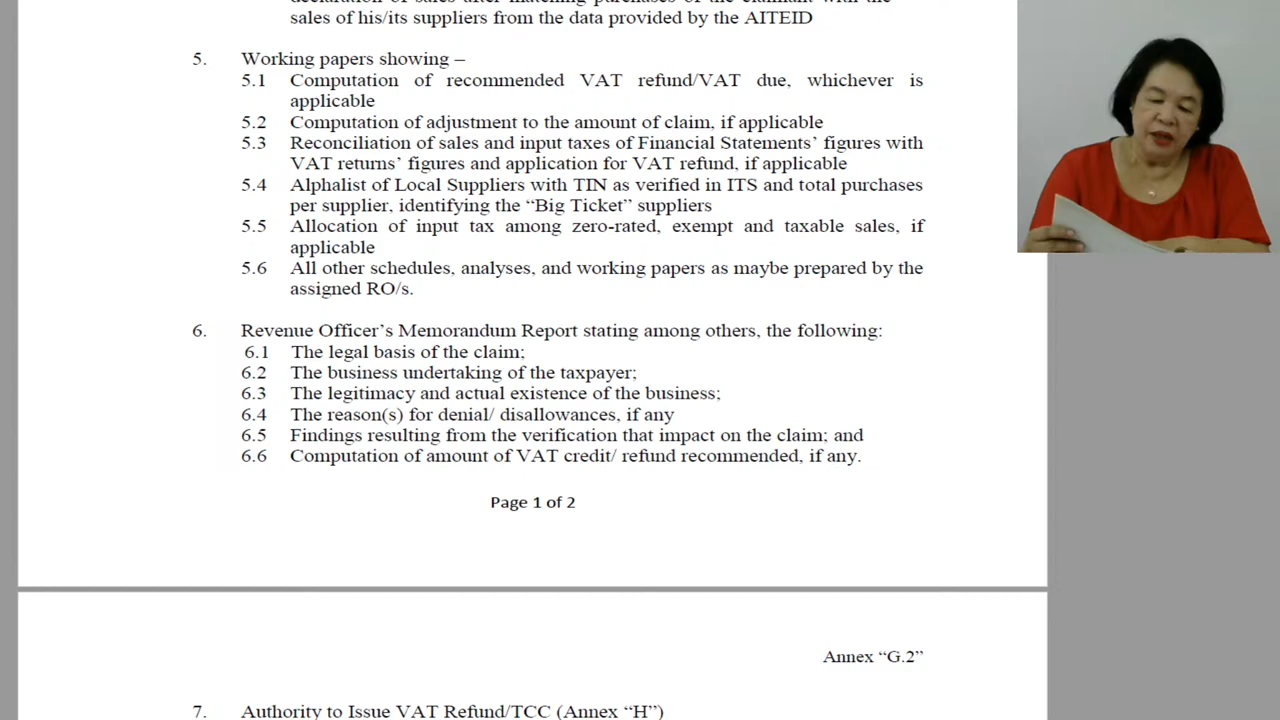 sales of his/its suppliers from the data provided by the AITEID
5. Working papers showing –
5.1 Computation of recommended VAT refund/VAT due, whichever is
applicable
5.2 Computation of adjustment to the amount of claim, if applicable
5.3 Reconciliation of sales and input taxes of Financial Statements’ figures with
VAT returns’ figures and application for VAT refund, if applicable
5.4 Alphalist of Local Suppliers with TIN as verified in ITS and total purchases
per supplier, identifying the “Big Ticket” suppliers
5.5 Allocation of input tax among zero-rated, exempt and taxable sales, if
applicable
5.6 All other schedules, analyses, and working papers as maybe prepared by the
assigned RO/s.
6. Revenue Officer’s Memorandum Report stating among others, the following:
6.1 The legal basis of the claim;
6.2 The business undertaking of the taxpayer;
6.3 The legitimacy and actual existence of the business;
6.4 The reason(s) for denial/ disallowances, if any
6.5 Findings resulting from the verification that impact on the claim; and
6.6 Computation of amount of VAT credit/ refund recommended, if any.
Page 1 of 2
Annex “G.2”
7. Authority to Issue VAT Refund/TCC (Annex “H”)